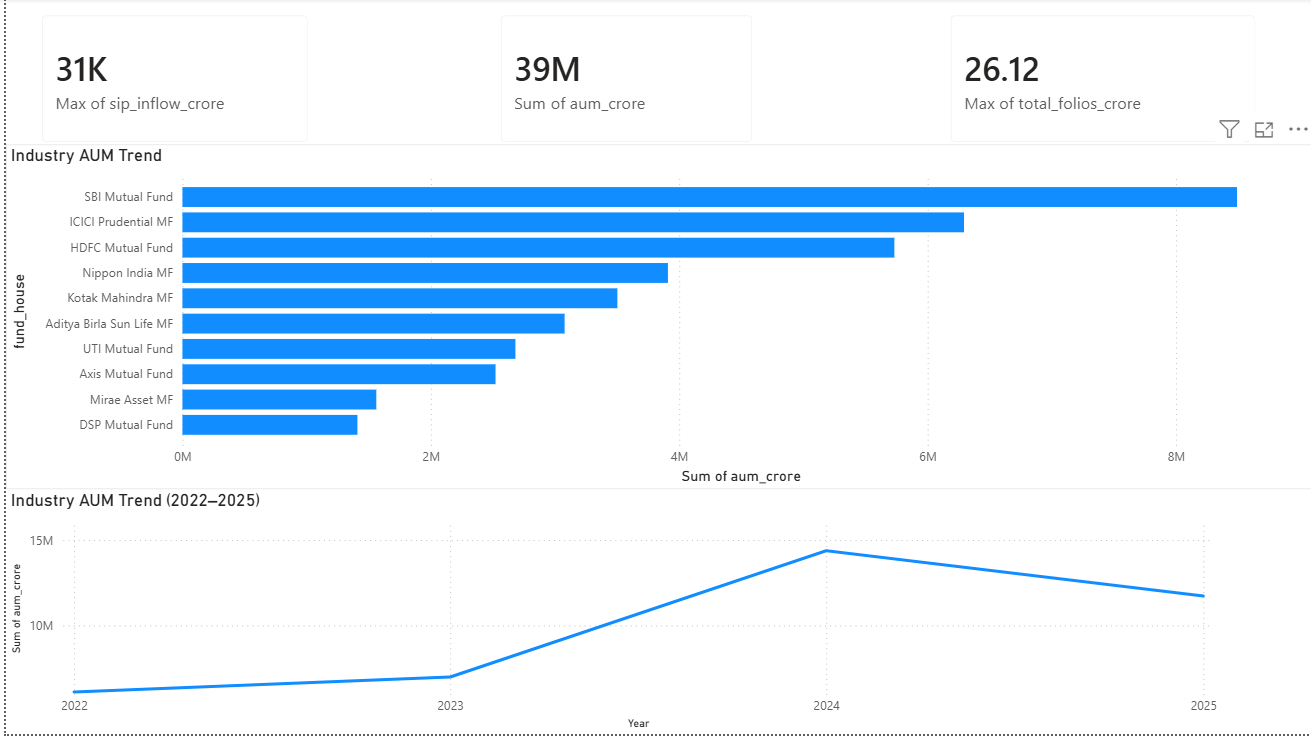 31K
Max of sip_inflow_crore
39M
Sum of aum_crore
26.12
Max of total_folios_crore
Industry AUM Trend
fund_house
SBI Mutual Fund
ICICI Prudential MF
HDFC Mutual Fund
Nippon India MF
Kotak Mahindra MF
Aditya Birla Sun Life MF
UTI Mutual Fund
Axis Mutual Fund
Mirae Asset MF
DSP Mutual Fund
0M 2M 4M 6M 8M
Sum of aum_crore
Industry AUM Trend (2022–2025)
Sum of aum_crore
15M
10M
2022 2023 2024 2025
Year